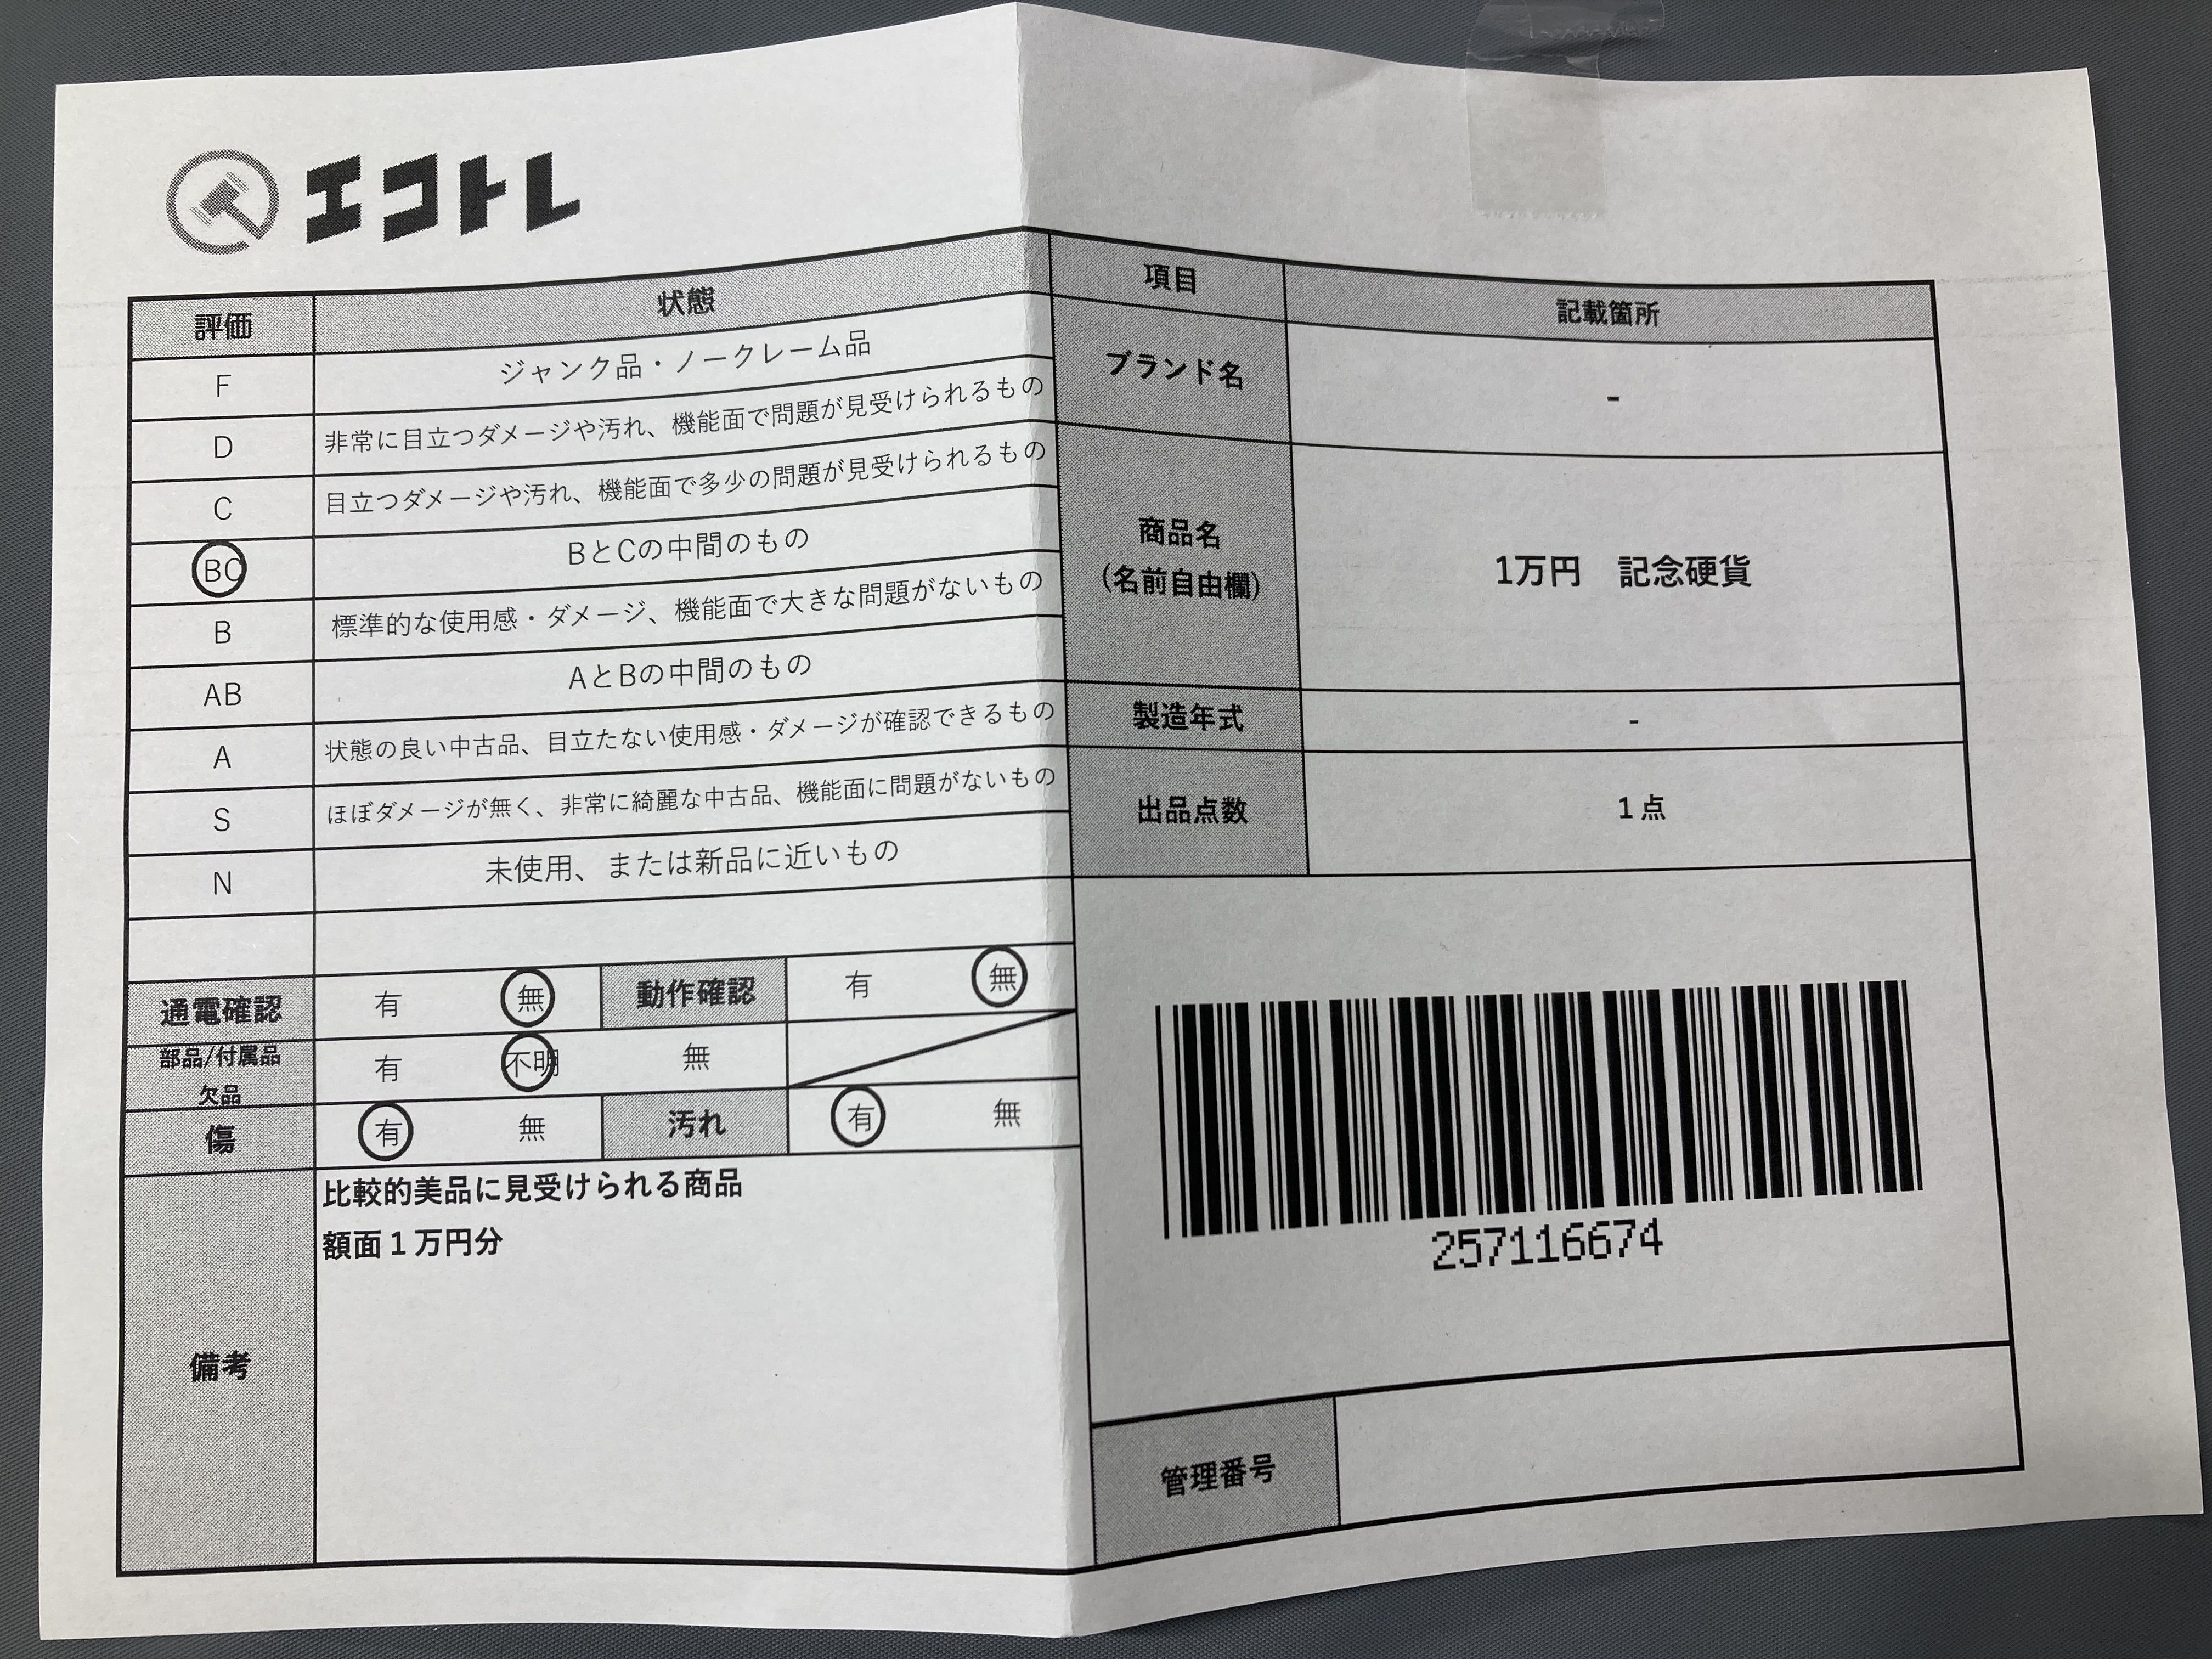 エコトレ
評価 状態
F ジャンク品・ノークレーム品
D 非常に目立つダメージや汚れ、機能面で問題が見受けられるもの
C 目立つダメージや汚れ、機能面で多少の問題が見受けられるもの
BC BとCの中間のもの
B 標準的な使用感・ダメージ、機能面で大きな問題がないもの
AB AとBの中間のもの
A 状態の良い中古品、目立たない使用感・ダメージが確認できるもの
S ほぼダメージが無く、非常に綺麗な中古品、機能面に問題がないもの
N 未使用、または新品に近いもの
通電確認 有 無 動作確認 有 無
部品/付属品
欠品 有 不明 無
傷 有 無 汚れ 有 無
備考
比較的美品に見受けられる商品
額面1万円分
項目 記載箇所
ブランド名 -
商品名
(名前自由欄)
1万円 記念硬貨
製造年式 -
出品点数 1点
257116674
管理番号